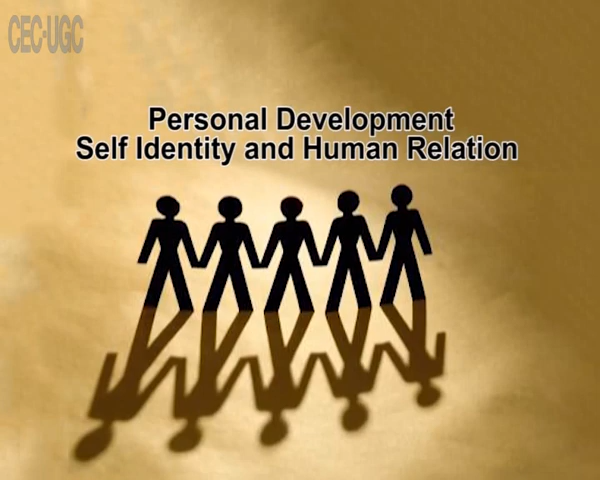 CEC-UGC
Personal Development
Self Identity and Human Relation